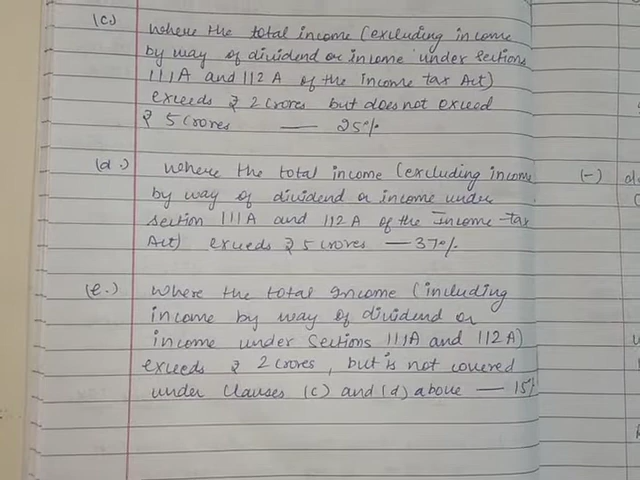 (c) Where the total income (excluding income
by way of dividend or income under sections
111A and 112 A of the Income tax Act)
exceeds ₹ 2 Crores but does not exceed
₹ 5 Crores — 25%
(d.) Where the total income (excluding income
by way of dividend or income under
section 111A and 112A of the Income-tax
Act) exceeds ₹ 5 crores — 37%
(e.) Where the total Income (including
income by way of dividend or
income under Sections 111A and 112A)
exceeds ₹ 2 Crores, but is not covered
under Clauses (c) and (d) above — 15%
(-)